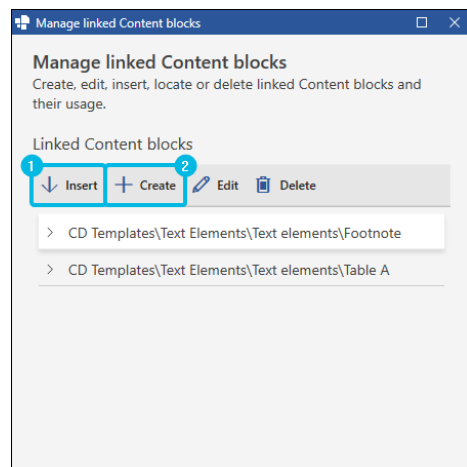 Manage linked Content blocks
Manage linked Content blocks
Create, edit, insert, locate or delete linked Content blocks and
their usage.
Linked Content blocks
1 2
Insert Create Edit Delete
CD Templates\Text Elements\Text elements\Footnote
CD Templates\Text Elements\Text elements\Table A